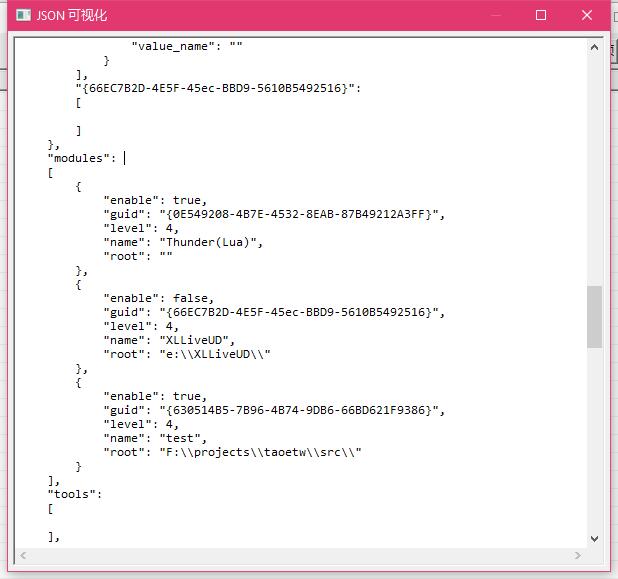 JSON 可视化
"value_name": ""
}
],
"{66EC7B2D-4E5F-45ec-BBD9-5610B5492516}":
[
]
},
"modules":
[
{
"enable": true,
"guid": "{0E549208-4B7E-4532-8EAB-87B49212A3FF}",
"level": 4,
"name": "Thunder(Lua)",
"root": ""
},
{
"enable": false,
"guid": "{66EC7B2D-4E5F-45ec-BBD9-5610B5492516}",
"level": 4,
"name": "XLLiveUD",
"root": "e:\\XLLiveUD\\"
},
{
"enable": true,
"guid": "{630514B5-7B96-4B74-9DB6-66BD621F9386}",
"level": 4,
"name": "test",
"root": "F:\\projects\\taoetw\\src\\"
}
],
"tools":
[
],